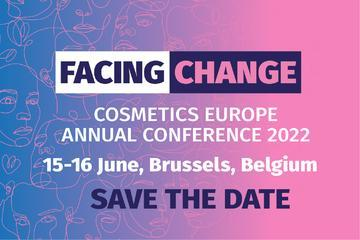 FACING CHANGE
COSMETICS EUROPE
ANNUAL CONFERENCE 2022
15-16 June, Brussels, Belgium
SAVE THE DATE